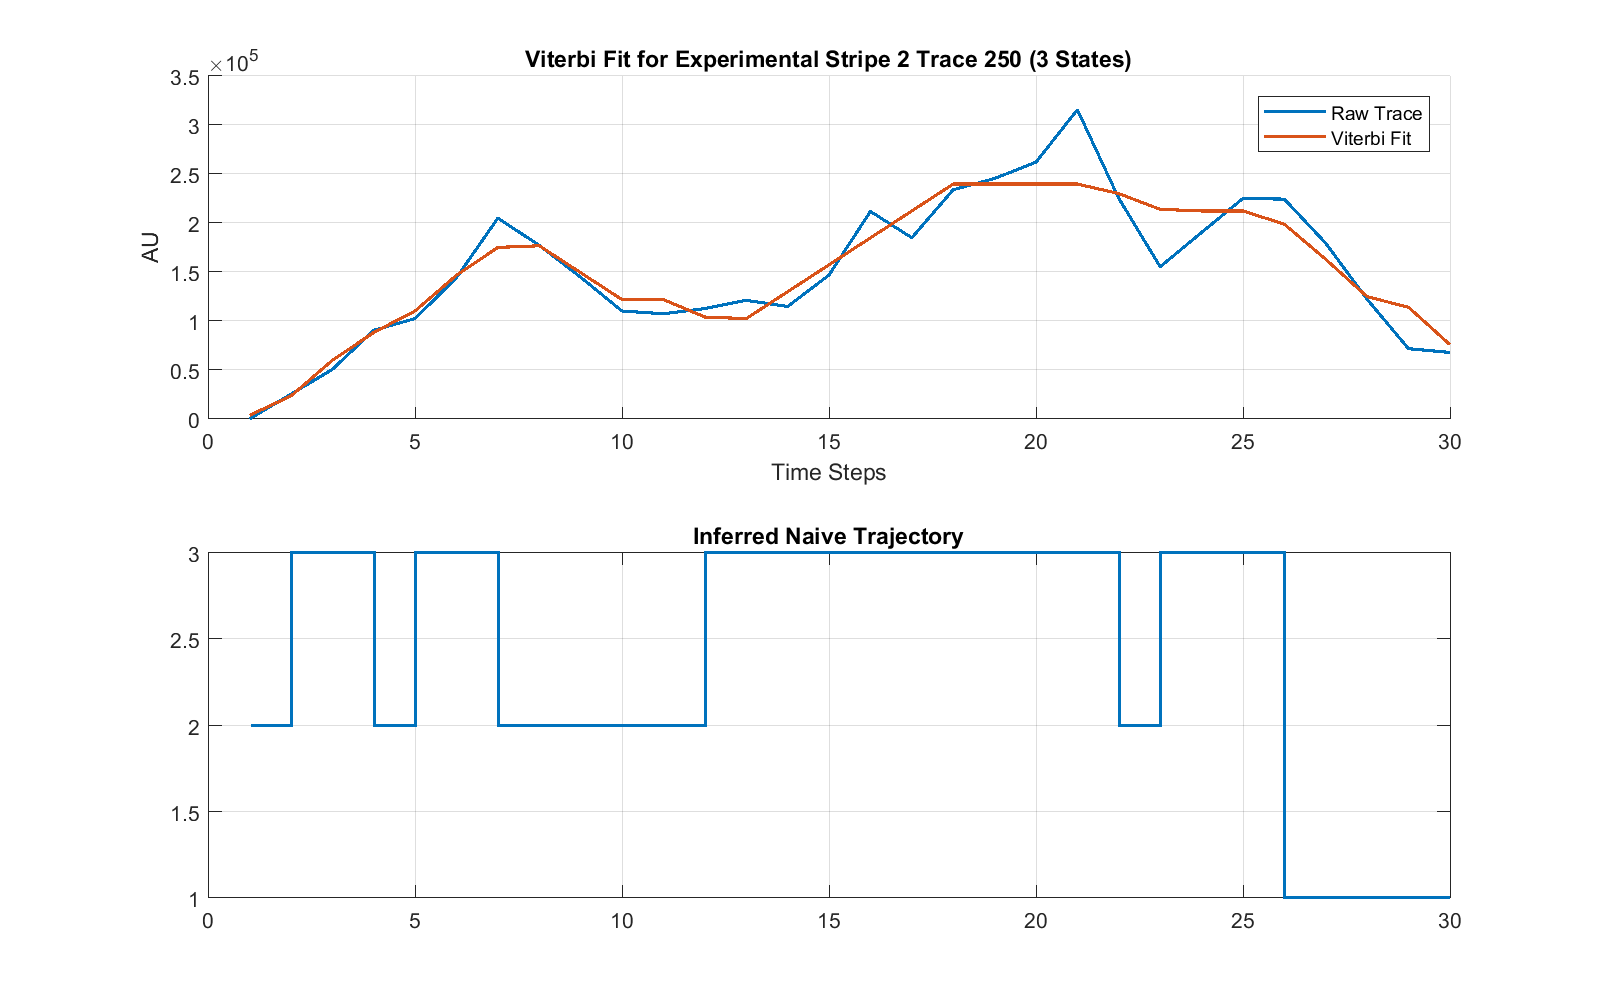 Viterbi Fit for Experimental Stripe 2 Trace 250 (3 States)
×10^5
3.5
3
2.5
2
1.5
1
0.5
0
AU
Raw Trace
Viterbi Fit
0 5 10 15 20 25 30
Time Steps
Inferred Naive Trajectory
3
2.5
2
1.5
1
0 5 10 15 20 25 30